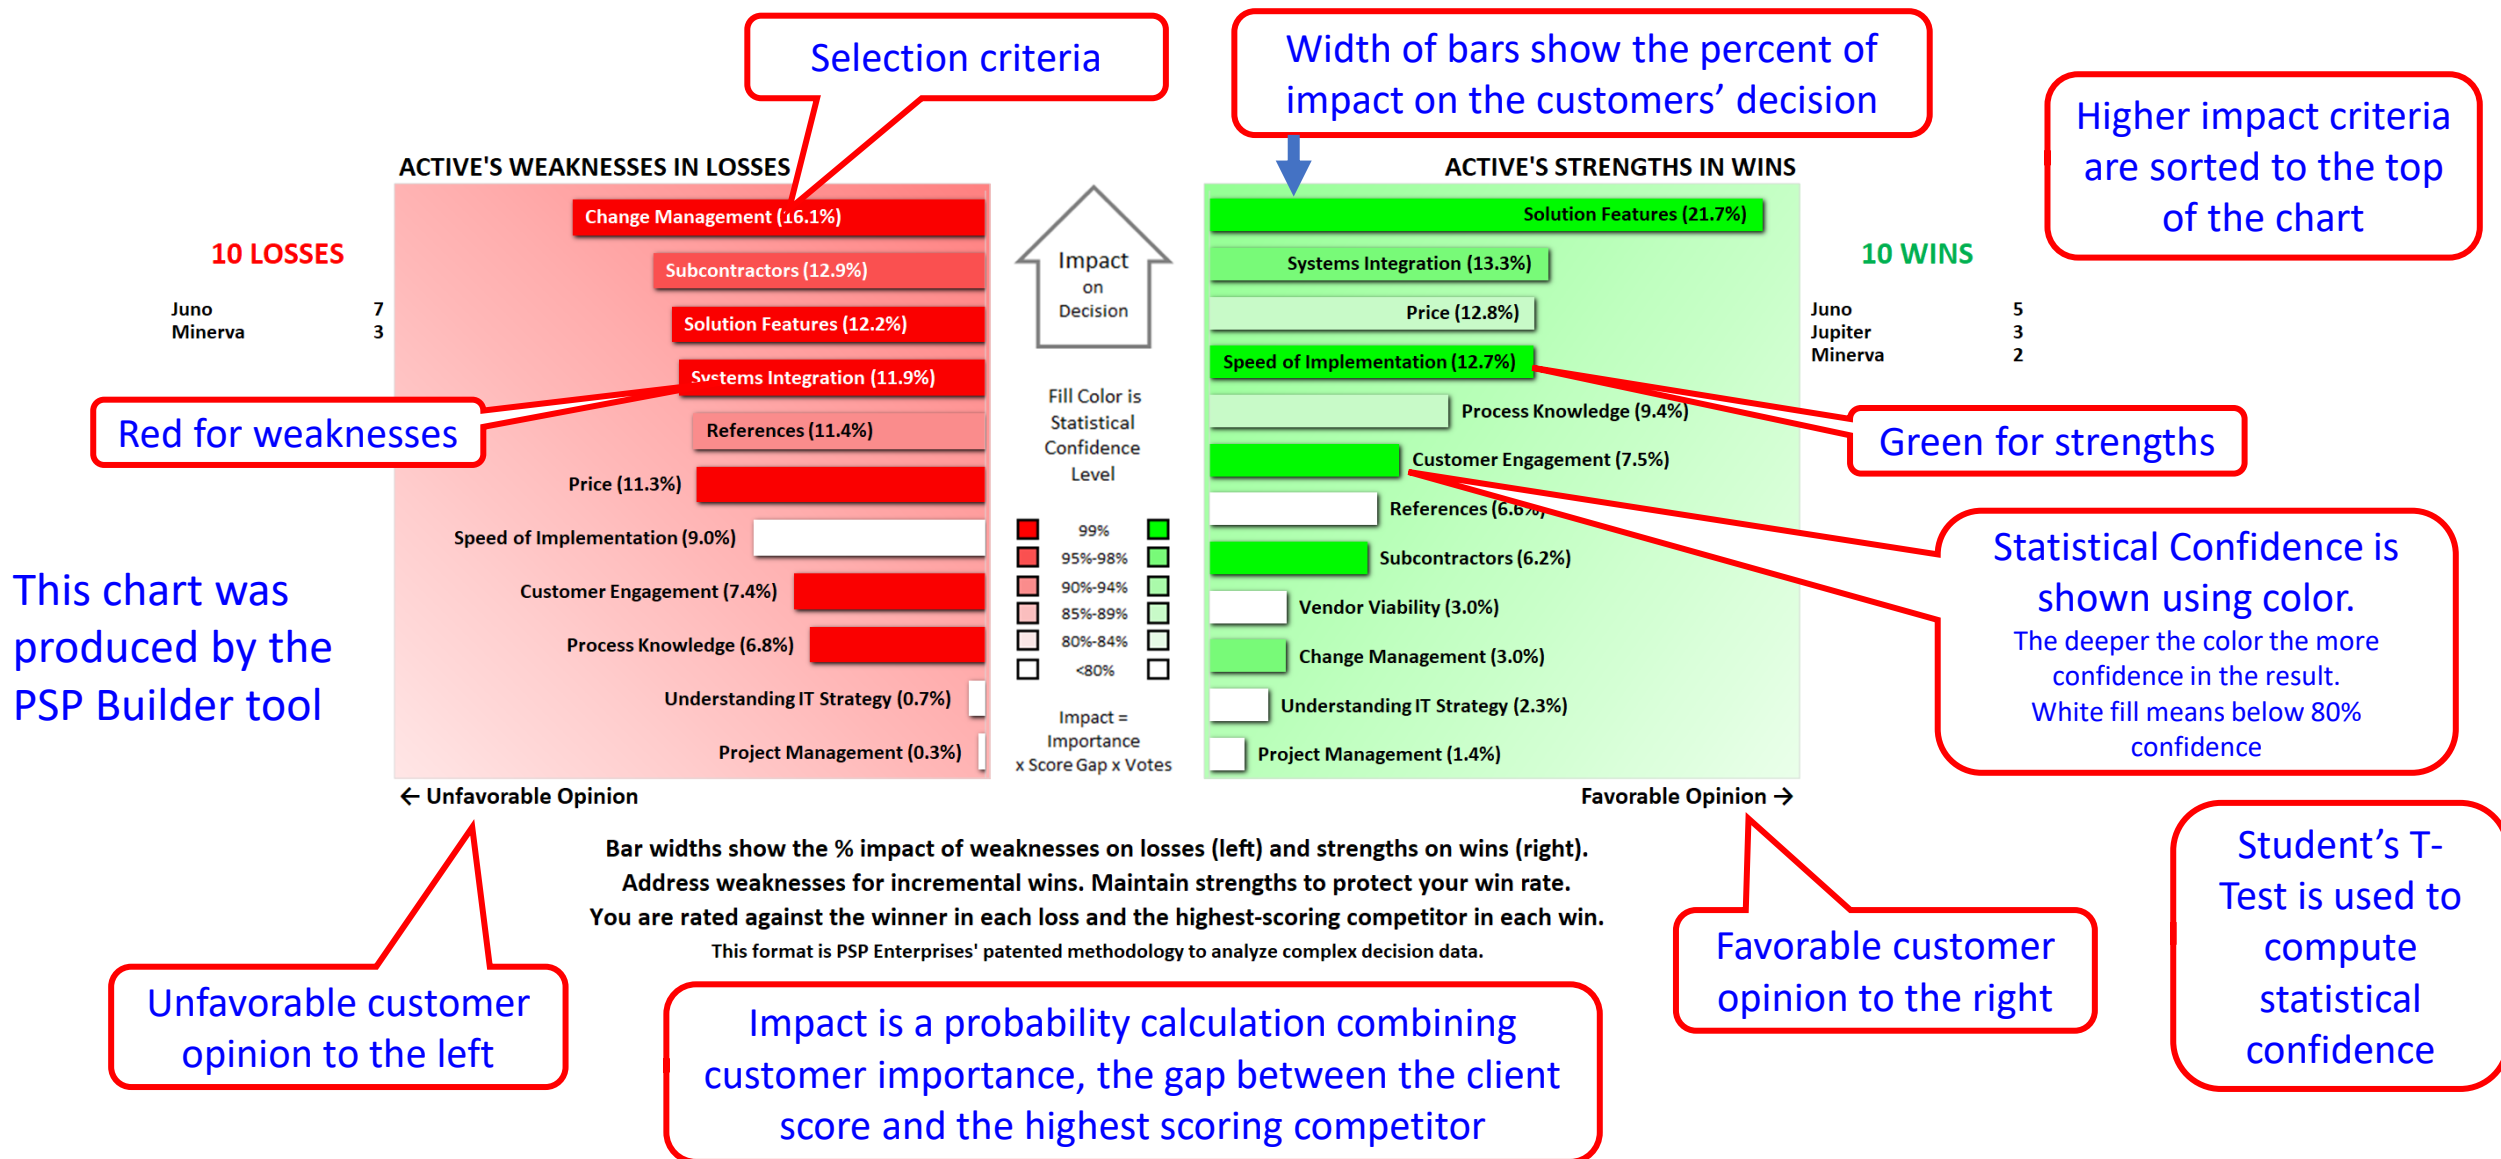 Selection criteria
Width of bars show the percent of
impact on the customers' decision
Higher impact criteria
are sorted to the top
of the chart
ACTIVE'S WEAKNESSES IN LOSSES
ACTIVE'S STRENGTHS IN WINS
10 LOSSES
Juno 7
Minerva 3
Change Management (16.1%)
Subcontractors (12.9%)
Solution Features (12.2%)
Systems Integration (11.9%)
References (11.4%)
Price (11.3%)
Speed of Implementation (9.0%)
Customer Engagement (7.4%)
Process Knowledge (6.8%)
Understanding IT Strategy (0.7%)
Project Management (0.3%)
← Unfavorable Opinion
Impact
on
Decision
Fill Color is
Statistical
Confidence
Level
99%
95%-98%
90%-94%
85%-89%
80%-84%
<80%
Impact =
Importance
x Score Gap x Votes
Solution Features (21.7%)
Systems Integration (13.3%)
Price (12.8%)
Speed of Implementation (12.7%)
Process Knowledge (9.4%)
Customer Engagement (7.5%)
References (6.6%)
Subcontractors (6.2%)
Vendor Viability (3.0%)
Change Management (3.0%)
Understanding IT Strategy (2.3%)
Project Management (1.4%)
Favorable Opinion →
10 WINS
Juno 5
Jupiter 3
Minerva 2
Red for weaknesses
Green for strengths
This chart was
produced by the
PSP Builder tool
Statistical Confidence is
shown using color.
The deeper the color the more
confidence in the result.
White fill means below 80%
confidence
Bar widths show the % impact of weaknesses on losses (left) and strengths on wins (right).
Address weaknesses for incremental wins. Maintain strengths to protect your win rate.
You are rated against the winner in each loss and the highest-scoring competitor in each win.
This format is PSP Enterprises' patented methodology to analyze complex decision data.
Unfavorable customer
opinion to the left
Impact is a probability calculation combining
customer importance, the gap between the client
score and the highest scoring competitor
Favorable customer
opinion to the right
Student's T-
Test is used to
compute
statistical
confidence